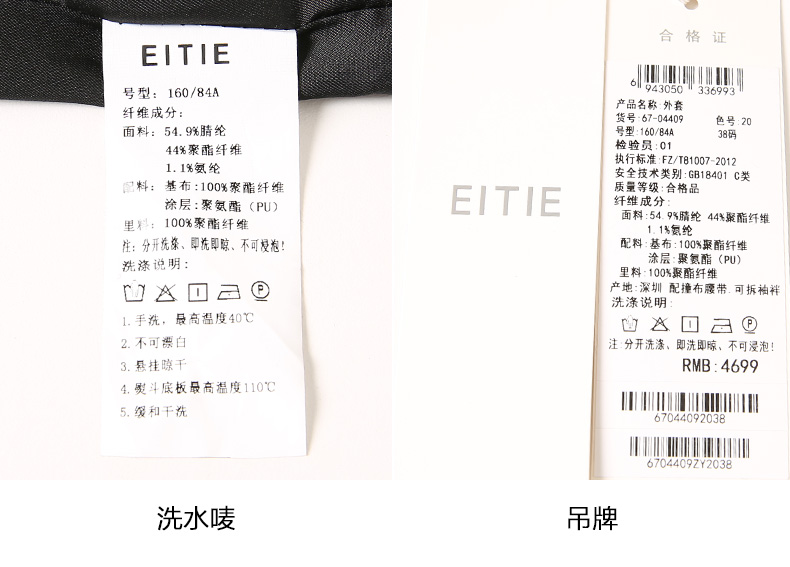 EITIE
号型：160/84A
纤维成分：
面料：54.9%腈纶
44%聚酯纤维
1.1%氨纶
配料：基布：100%聚酯纤维
涂层：聚氨酯（PU）
里料：100%聚酯纤维
注：分开洗涤、即洗即晾、不可浸泡！
洗涤说明：
1.手洗，最高温度40℃
2.不可漂白
3.悬挂晾干
4.熨斗底板最高温度110℃
5.缓和干洗
洗水唛
EITIE
合格证
6 943050 336993
产品名称：外套
货号：67-04409 色号：20
号型：160/84A 38码
检验员：01
执行标准：FZ/T81007-2012
安全技术类别：GB18401 C类
质量等级：合格品
纤维成分：
面料：54.9%腈纶 44%聚酯纤维
1.1%氨纶
配料：基布：100%聚酯纤维
涂层：聚氨酯（PU）
里料：100%聚酯纤维
产地：深圳 配撞布腰带.可拆袖袢
洗涤说明：
注：分开洗涤、即洗即晾、不可浸泡！
RMB：4699
67044092038
6704409ZY2038
吊牌